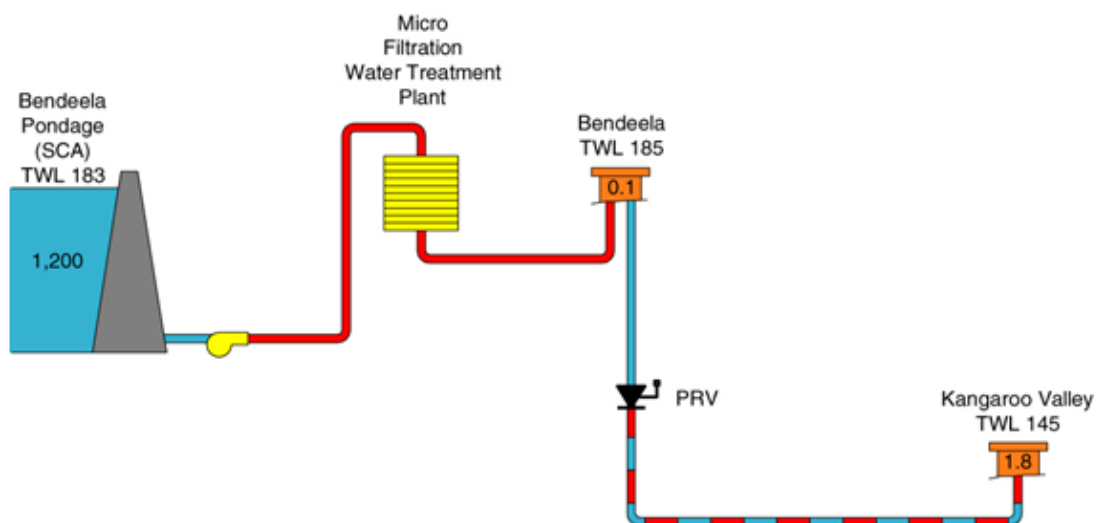 Micro
Filtration
Water Treatment
Plant
Bendeela
Pondage
(SCA)
TWL 183
1,200
Bendeela
TWL 185
0.1
PRV
Kangaroo Valley
TWL 145
1.8